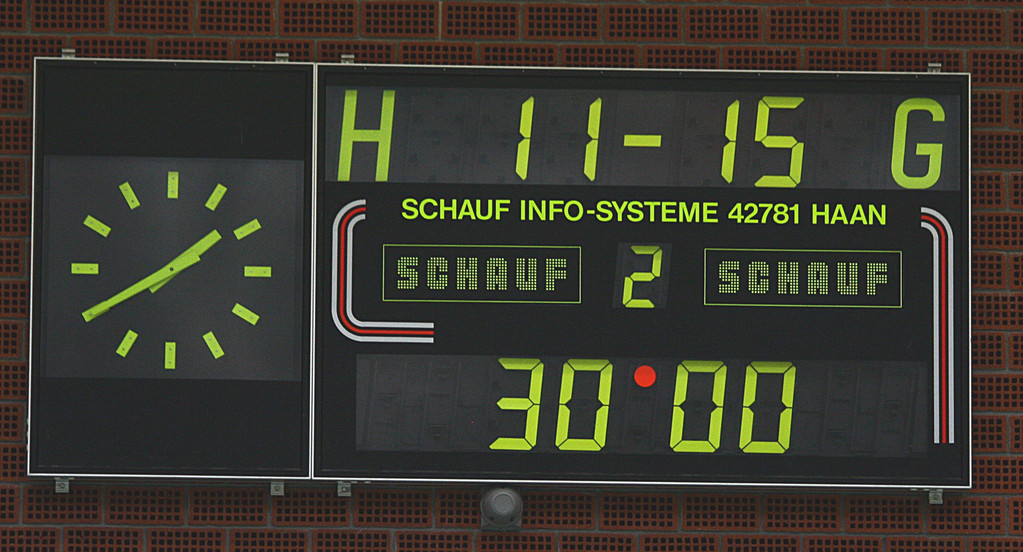 H 11-15 G
SCHAUF INFO-SYSTEME 42781 HAAN
SCHAUF 2 SCHAUF
30:00